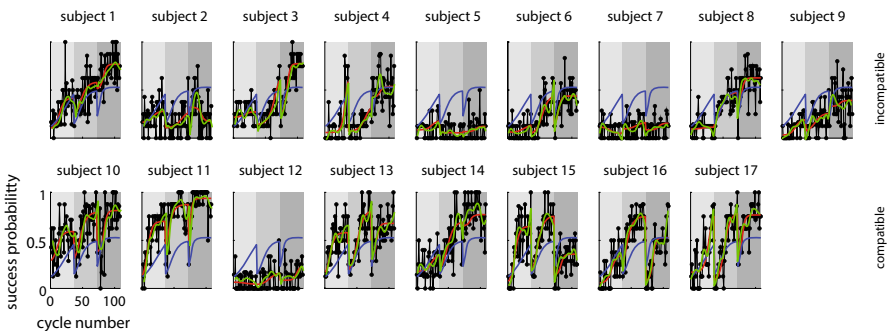 subject 1 subject 2 subject 3 subject 4 subject 5 subject 6 subject 7 subject 8 subject 9
incompatible
subject 10 subject 11 subject 12 subject 13 subject 14 subject 15 subject 16 subject 17
compatible
success probabilitty
1
0.5
0
0 50 100
cycle number